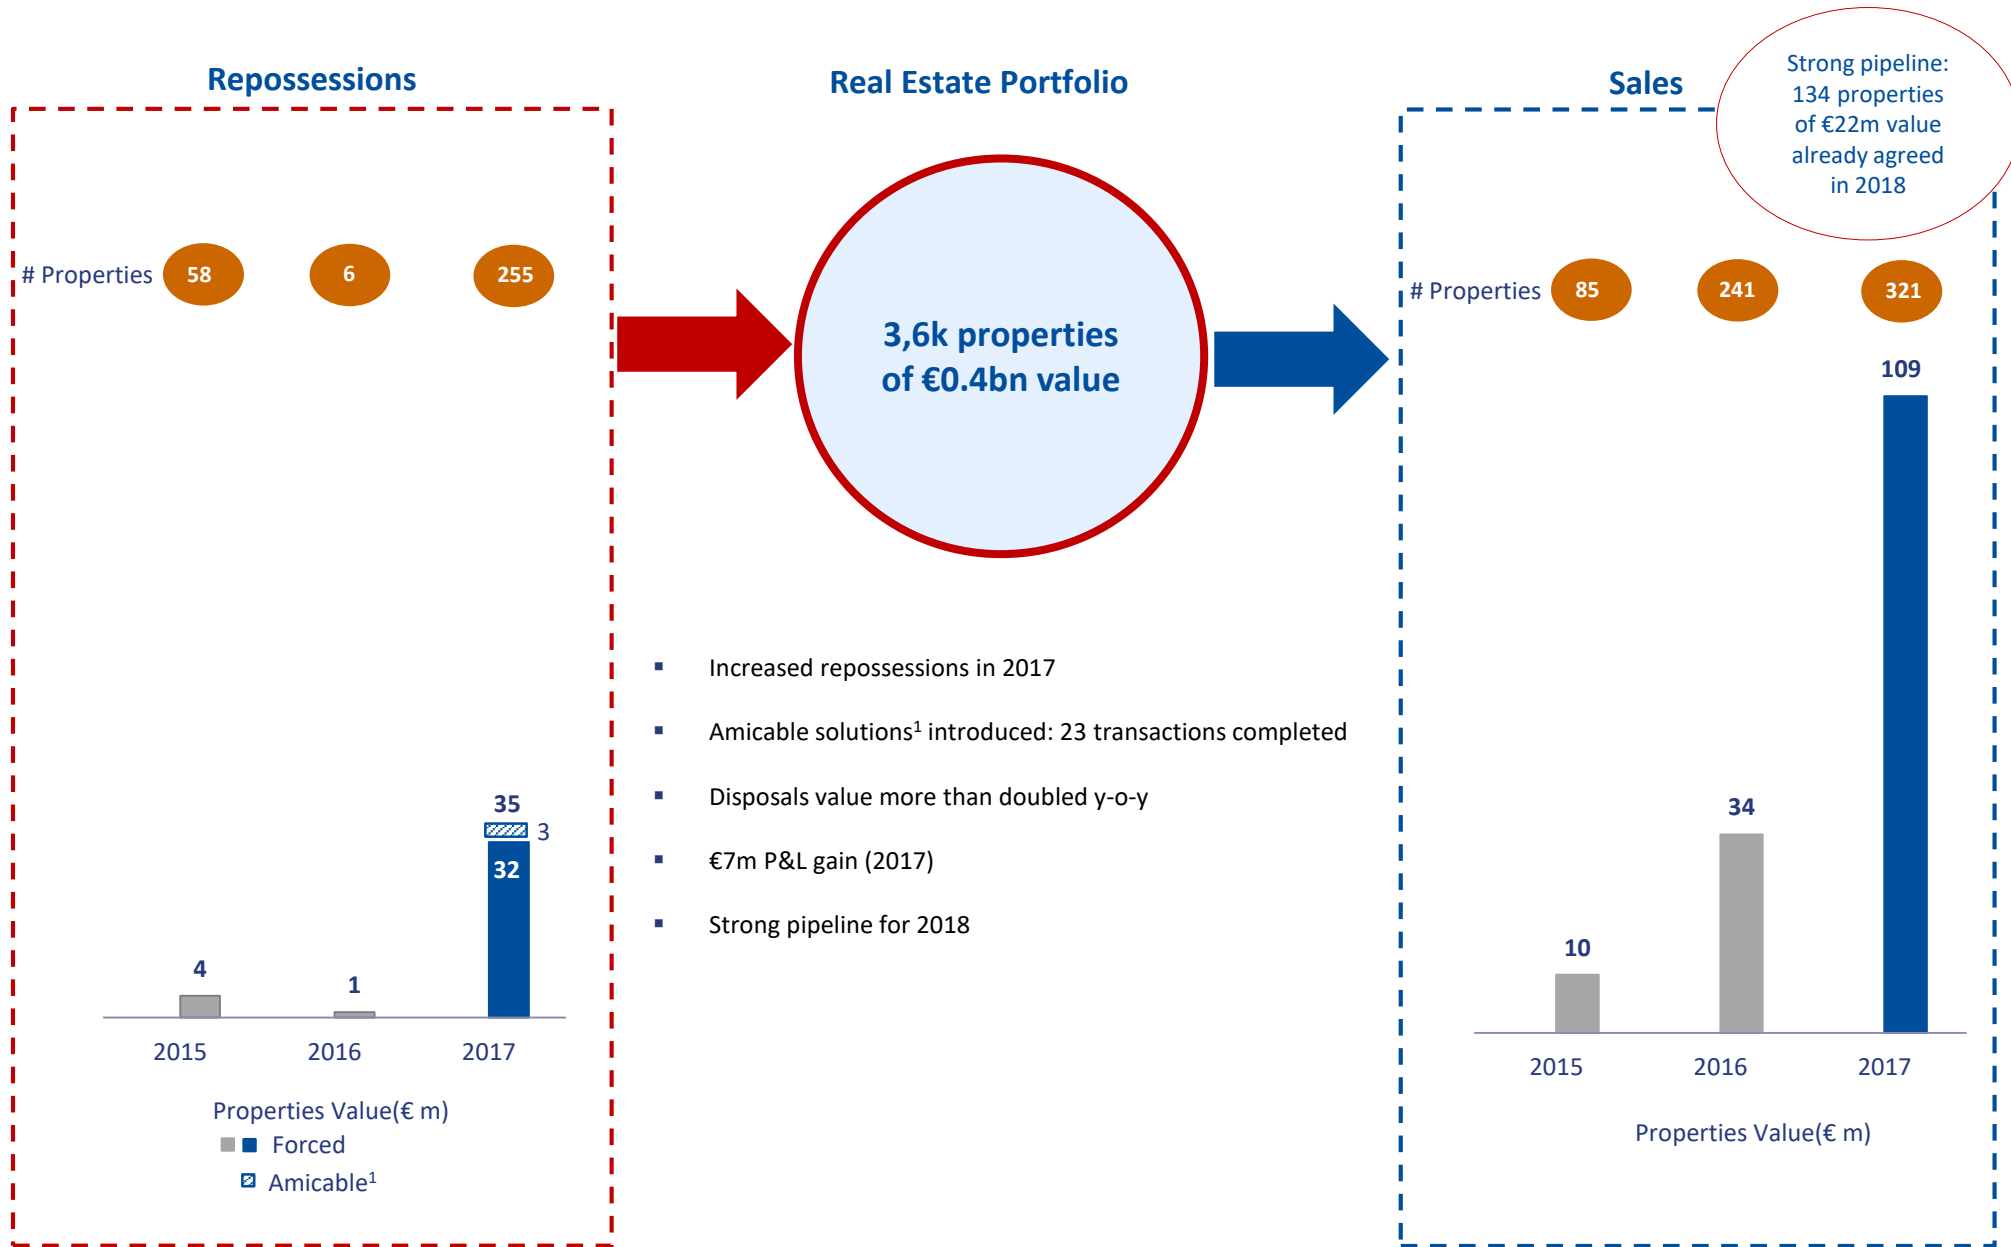 Repossessions
# Properties 58 6 255
35
3
32
4
1
2015 2016 2017
Properties Value(€ m)
Forced
Amicable¹
Real Estate Portfolio
3,6k properties
of €0.4bn value
▪ Increased repossessions in 2017
▪ Amicable solutions¹ introduced: 23 transactions completed
▪ Disposals value more than doubled y-o-y
▪ €7m P&L gain (2017)
▪ Strong pipeline for 2018
Sales
Strong pipeline:
134 properties
of €22m value
already agreed
in 2018
# Properties 85 241 321
109
34
10
2015 2016 2017
Properties Value(€ m)